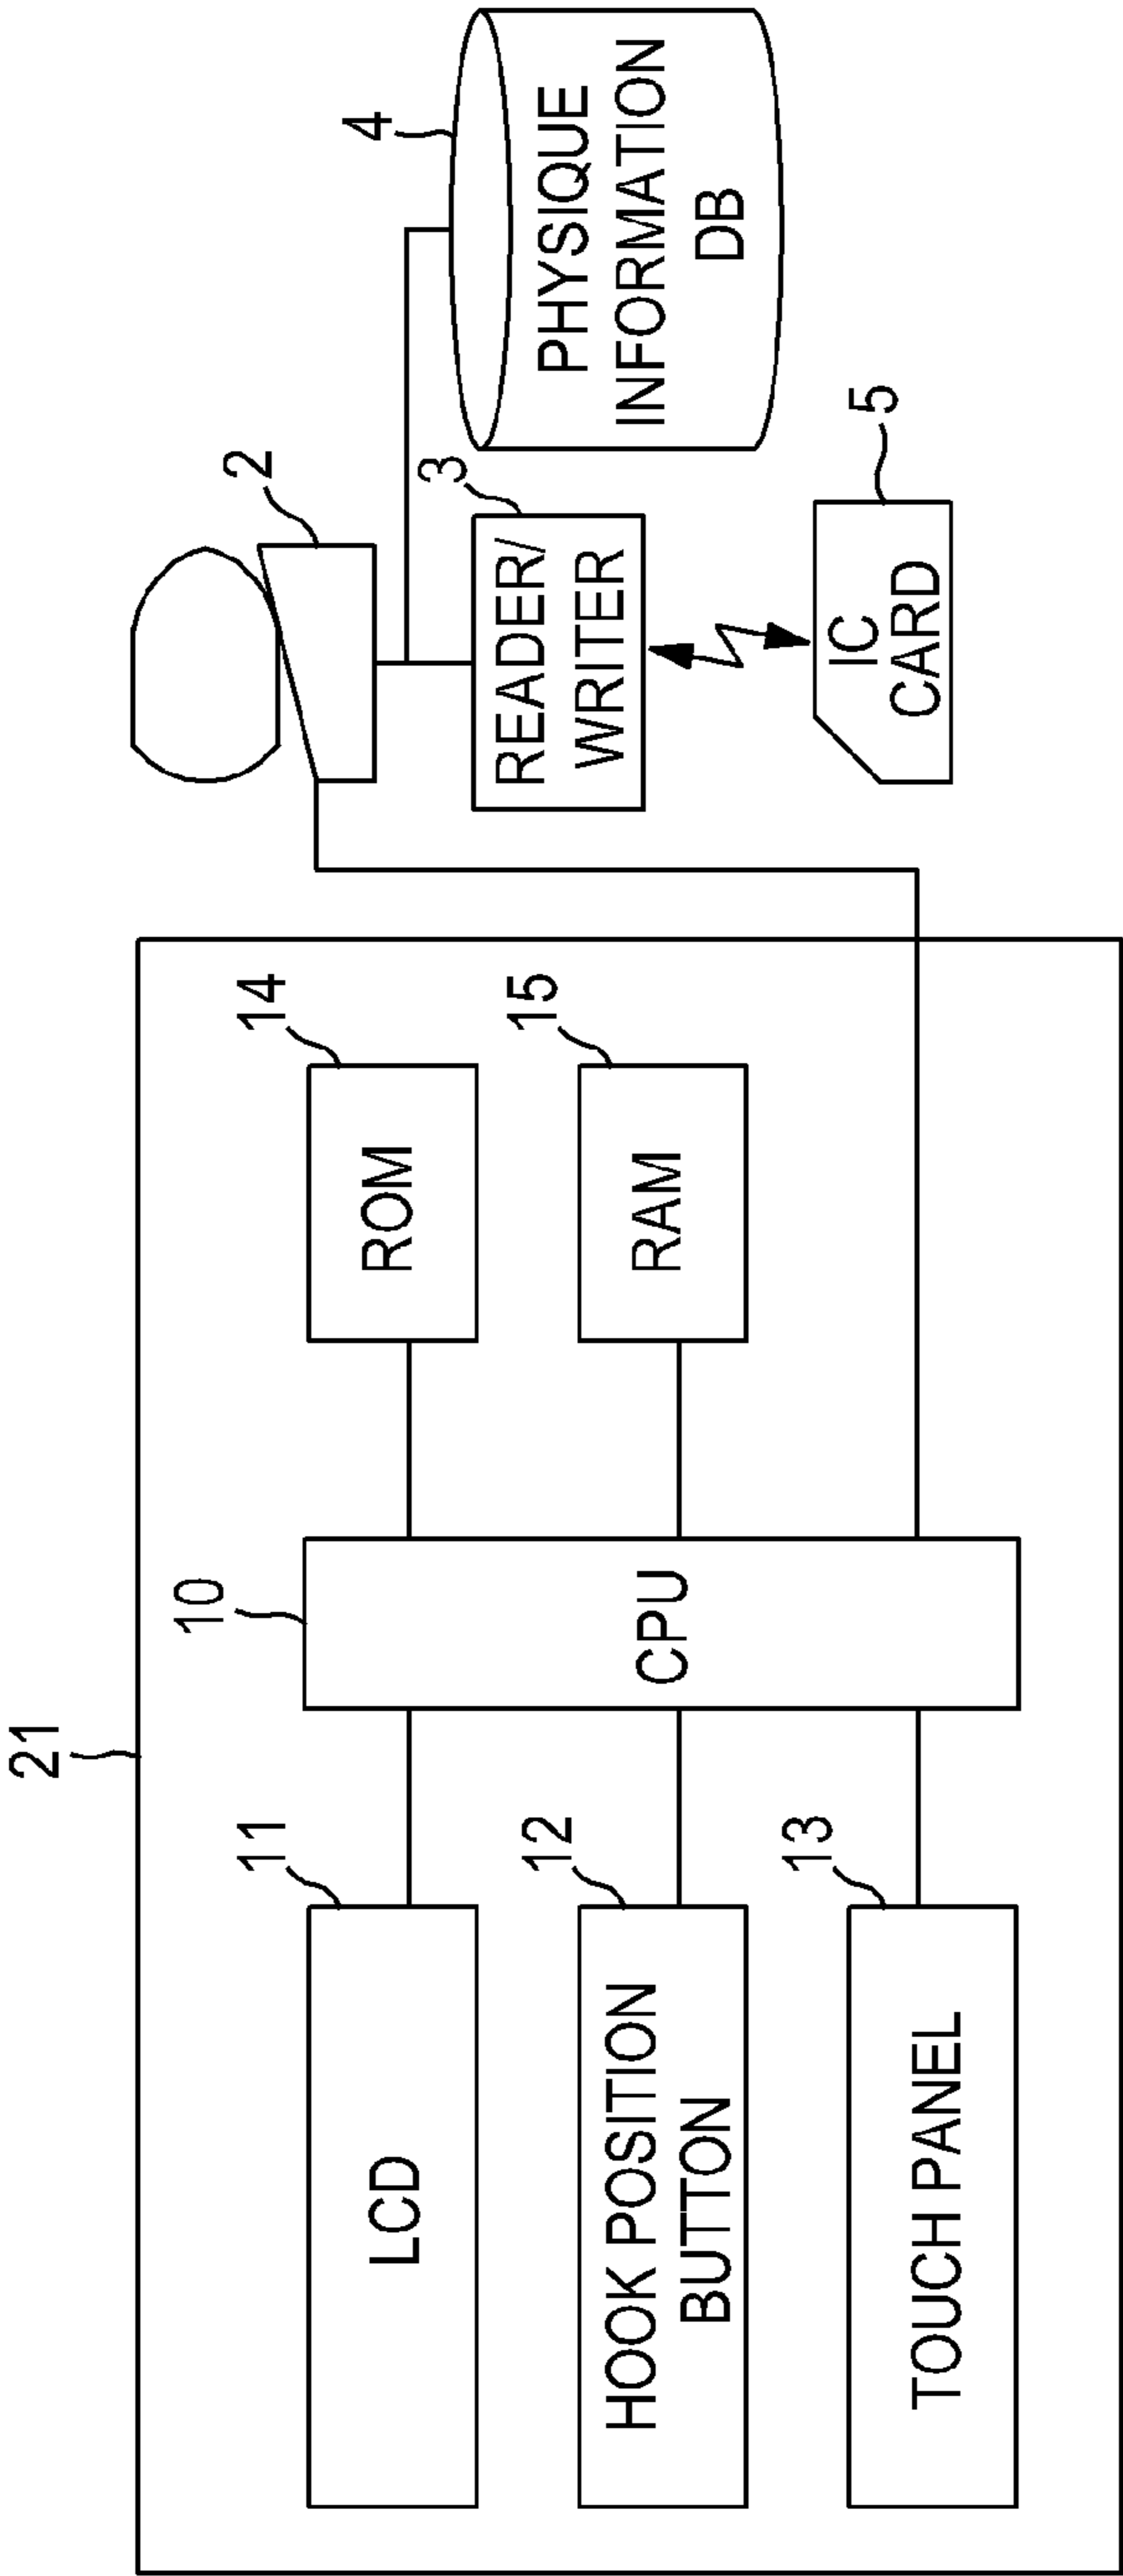 21
10
11
LCD
12
HOOK POSITION
BUTTON
13
TOUCH PANEL
CPU
14
ROM
15
RAM
2
3
READER/
WRITER
4
PHYSIQUE
INFORMATION
DB
5
IC
CARD